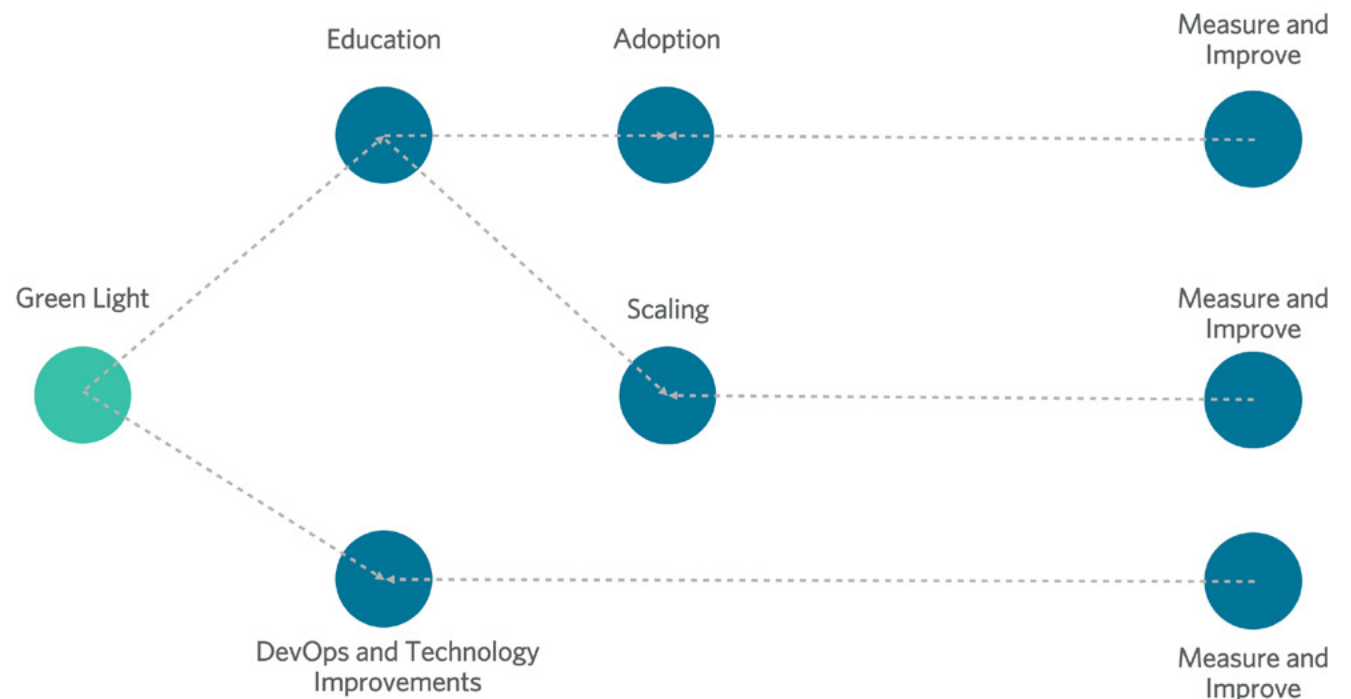 Education
Adoption
Measure and
Improve
Green Light
Scaling
Measure and
Improve
DevOps and Technology
Improvements
Measure and
Improve